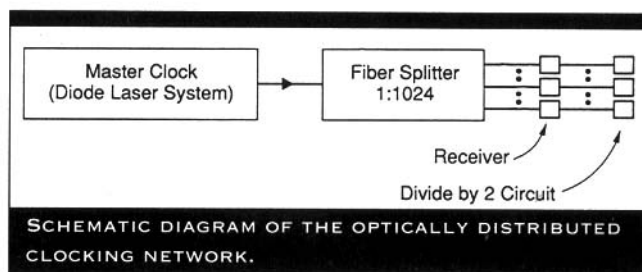 Master Clock
(Diode Laser System)
Fiber Splitter
1:1024
Receiver
Divide by 2 Circuit
SCHEMATIC DIAGRAM OF THE OPTICALLY DISTRIBUTED
CLOCKING NETWORK.